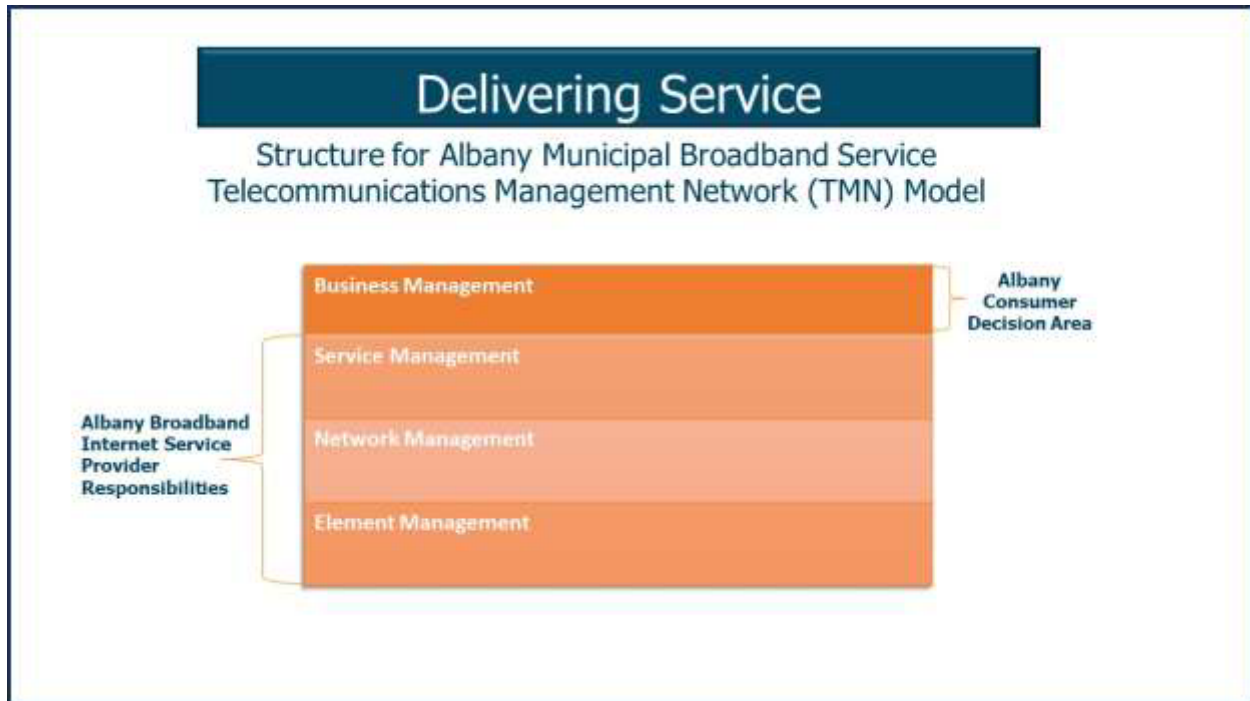 Delivering Service
Structure for Albany Municipal Broadband Service
Telecommunications Management Network (TMN) Model
Business Management
Albany
Consumer
Decision Area
Service Management
Albany Broadband
Internet Service
Provider
Responsibilities
Network Management
Element Management